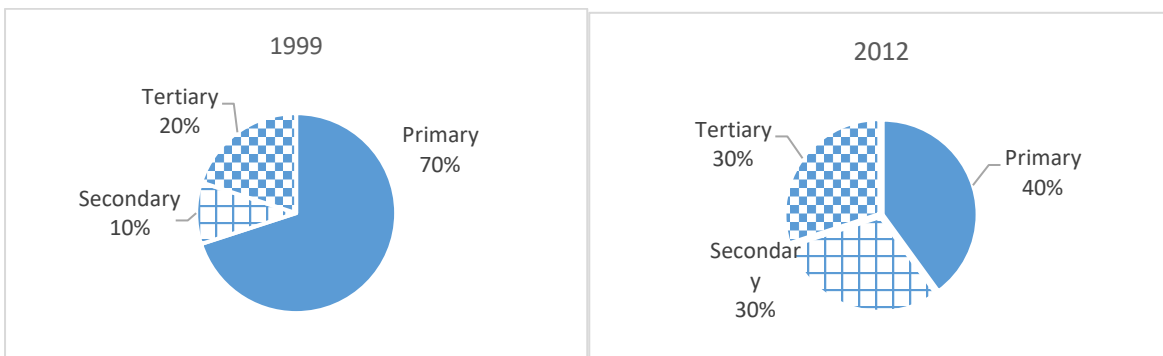 1999
Tertiary
20%
Primary
70%
Secondary
10%
2012
Tertiary
30%
Primary
40%
Secondar
y
30%